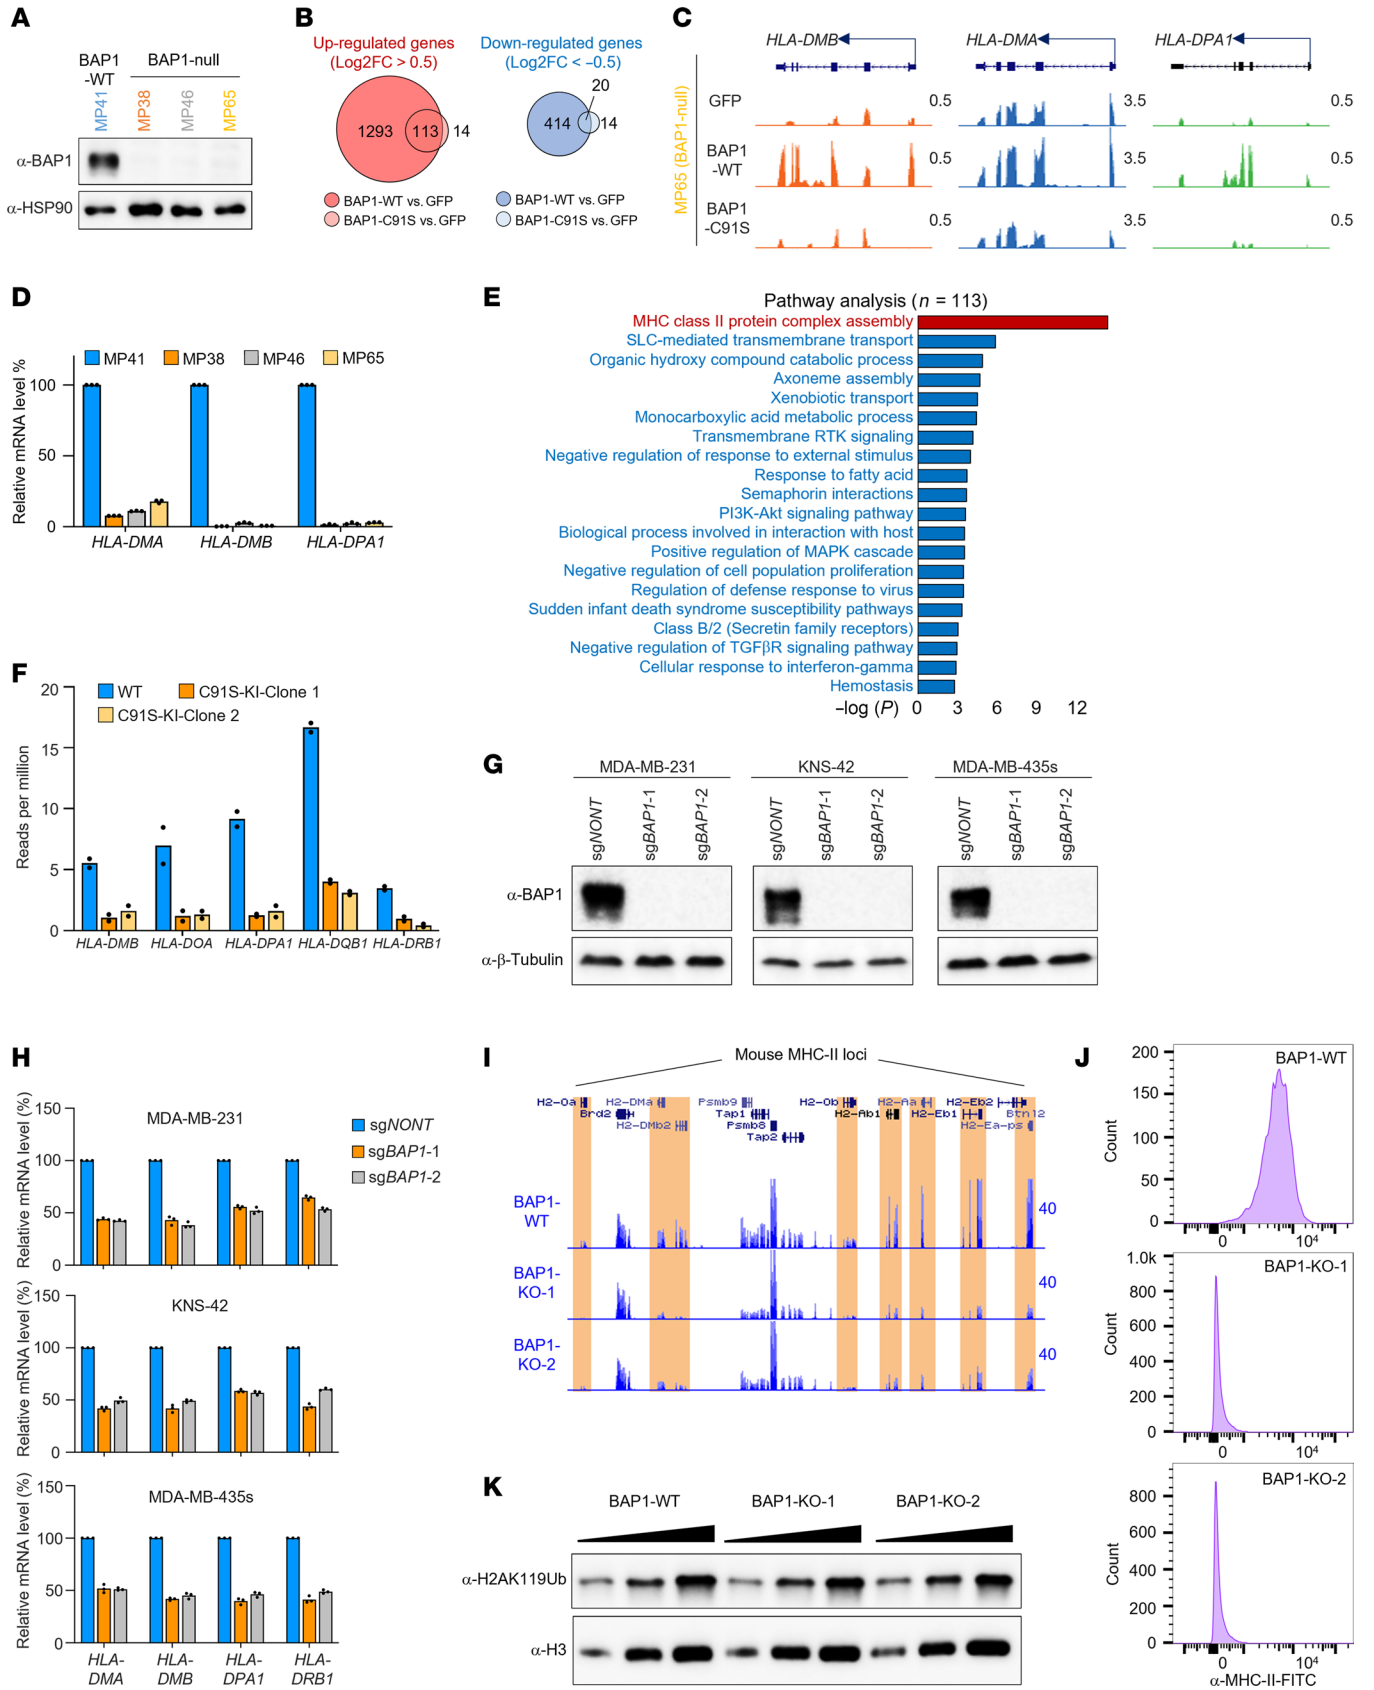 A
BAP1
-WT
BAP1-null
MP41
MP38
MP46
MP65
α-BAP1
α-HSP90
B
Up-regulated genes
(Log2FC > 0.5)
Down-regulated genes
(Log2FC < −0.5)
1293
113
14
20
414
14
BAP1-WT vs. GFP
BAP1-C91S vs. GFP
BAP1-WT vs. GFP
BAP1-C91S vs. GFP
C
HLA-DMB
HLA-DMA
HLA-DPA1
MP65 (BAP1-null)
GFP
0.5
3.5
0.5
BAP1
-WT
0.5
3.5
0.5
BAP1
-C91S
0.5
3.5
0.5
D
MP41
MP38
MP46
MP65
Relative mRNA level %
100
50
0
HLA-DMA
HLA-DMB
HLA-DPA1
E
Pathway analysis (n = 113)
MHC class II protein complex assembly
SLC-mediated transmembrane transport
Organic hydroxy compound catabolic process
Axoneme assembly
Xenobiotic transport
Monocarboxylic acid metabolic process
Transmembrane RTK signaling
Negative regulation of response to external stimulus
Response to fatty acid
Semaphorin interactions
PI3K-Akt signaling pathway
Biological process involved in interaction with host
Positive regulation of MAPK cascade
Negative regulation of cell population proliferation
Regulation of defense response to virus
Sudden infant death syndrome susceptibility pathways
Class B/2 (Secretin family receptors)
Negative regulation of TGFβR signaling pathway
Cellular response to interferon-gamma
Hemostasis
−log (P) 0 3 6 9 12
F
WT
C91S-KI-Clone 1
C91S-KI-Clone 2
Reads per million
20
15
10
5
0
HLA-DMB
HLA-DOA
HLA-DPA1
HLA-DQB1
HLA-DRB1
G
MDA-MB-231
KNS-42
MDA-MB-435s
sgNONT
sgBAP1-1
sgBAP1-2
sgNONT
sgBAP1-1
sgBAP1-2
sgNONT
sgBAP1-1
sgBAP1-2
α-BAP1
α-β-Tubulin
H
Relative mRNA level (%)
150
100
50
0
MDA-MB-231
sgNONT
sgBAP1-1
sgBAP1-2
Relative mRNA level (%)
150
100
50
0
KNS-42
Relative mRNA level (%)
150
100
50
0
MDA-MB-435s
HLA-
DMA
HLA-
DMB
HLA-
DPA1
HLA-
DRB1
I
Mouse MHC-II loci
H2-Oa
H2-DMa
Psmb9
H2-Ob
H2-Aa
H2-Eb2
Brd2
Tap1
H2-Ab1
H2-Eb1
Btnl2
H2-DMb2
Psmb8
H2-Ea-ps
Tap2
BAP1-
WT
40
BAP1-
KO-1
40
BAP1-
KO-2
40
J
BAP1-WT
Count
200
150
100
50
0
0
10⁴
BAP1-KO-1
Count
1.0k
800
600
400
200
0
0
10⁴
BAP1-KO-2
Count
800
600
400
200
0
0
10⁴
α-MHC-II-FITC
K
BAP1-WT
BAP1-KO-1
BAP1-KO-2
α-H2AK119Ub
α-H3